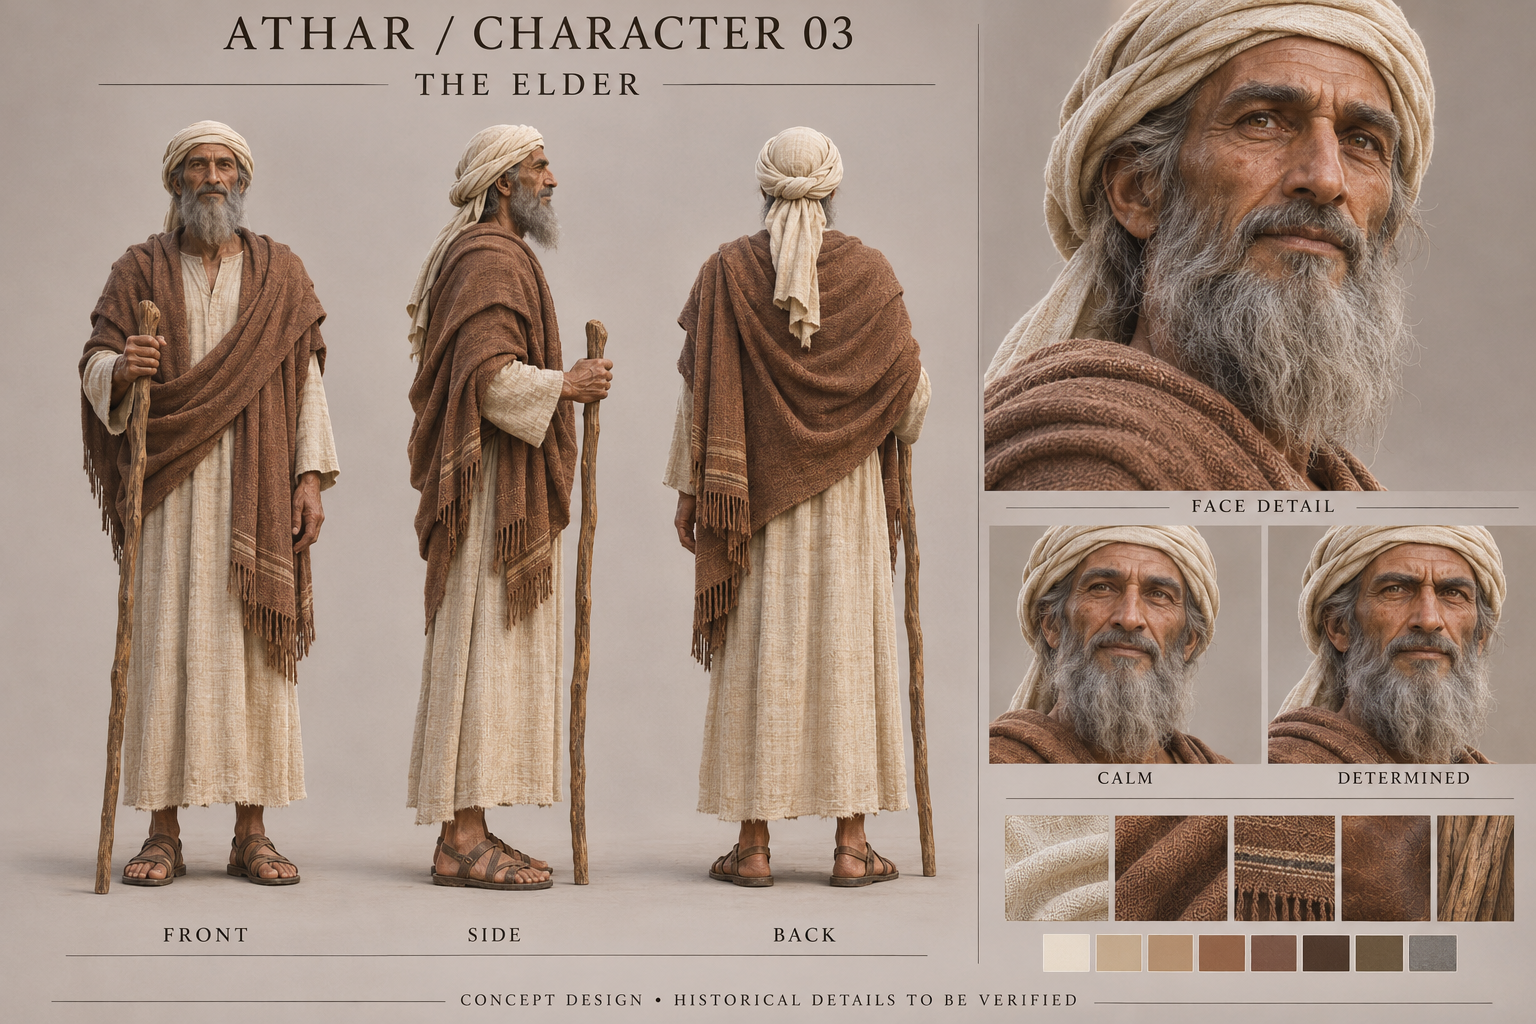 ATHAR / CHARACTER 03
THE ELDER
FRONT
SIDE
BACK
FACE DETAIL
CALM
DETERMINED
CONCEPT DESIGN • HISTORICAL DETAILS TO BE VERIFIED